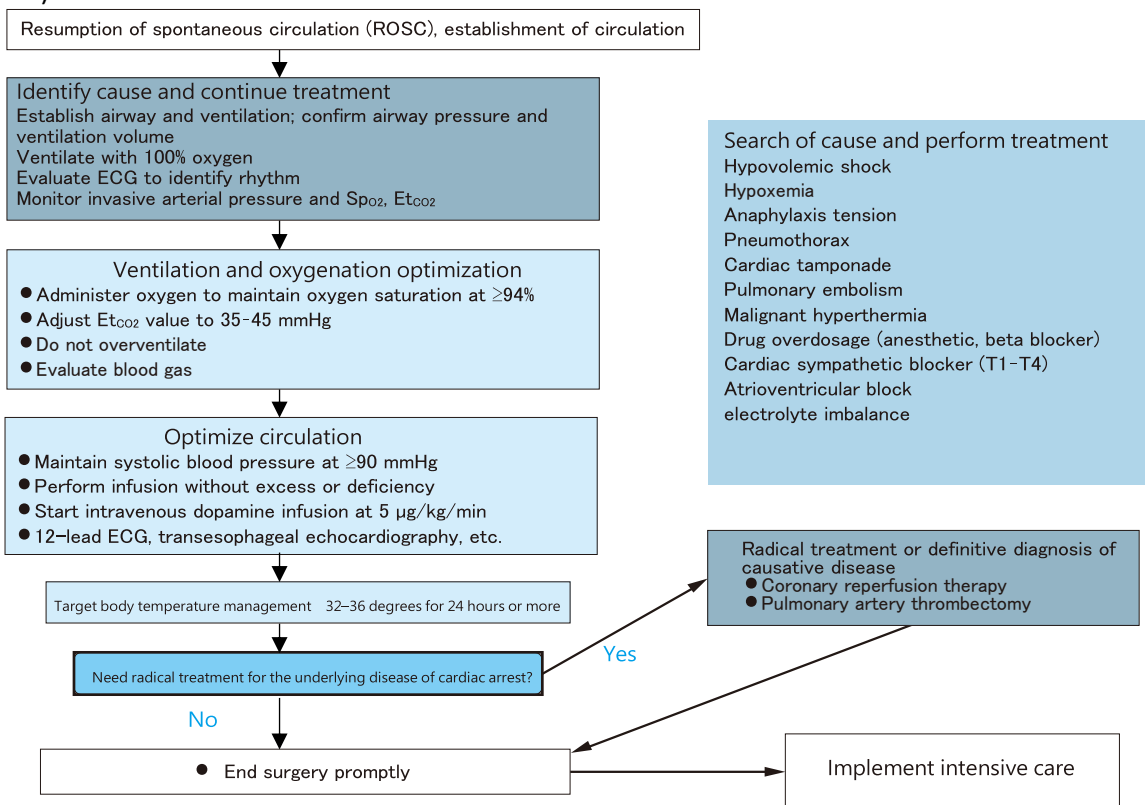 Resumption of spontaneous circulation (ROSC), establishment of circulation
Identify cause and continue treatment
Establish airway and ventilation; confirm airway pressure and
ventilation volume
Ventilate with 100% oxygen
Evaluate ECG to identify rhythm
Monitor invasive arterial pressure and SpO2, EtCO2
Search of cause and perform treatment
Hypovolemic shock
Hypoxemia
Anaphylaxis tension
Pneumothorax
Cardiac tamponade
Pulmonary embolism
Malignant hyperthermia
Drug overdosage (anesthetic, beta blocker)
Cardiac sympathetic blocker (T1-T4)
Atrioventricular block
electrolyte imbalance
Ventilation and oxygenation optimization
● Administer oxygen to maintain oxygen saturation at ≥94%
● Adjust EtCO2 value to 35-45 mmHg
● Do not overventilate
● Evaluate blood gas
Optimize circulation
● Maintain systolic blood pressure at ≥90 mmHg
● Perform infusion without excess or deficiency
● Start intravenous dopamine infusion at 5 µg/kg/min
● 12-lead ECG, transesophageal echocardiography, etc.
Target body temperature management 32–36 degrees for 24 hours or more
Need radical treatment for the underlying disease of cardiac arrest?
Yes
Radical treatment or definitive diagnosis of
causative disease
● Coronary reperfusion therapy
● Pulmonary artery thrombectomy
No
● End surgery promptly
Implement intensive care